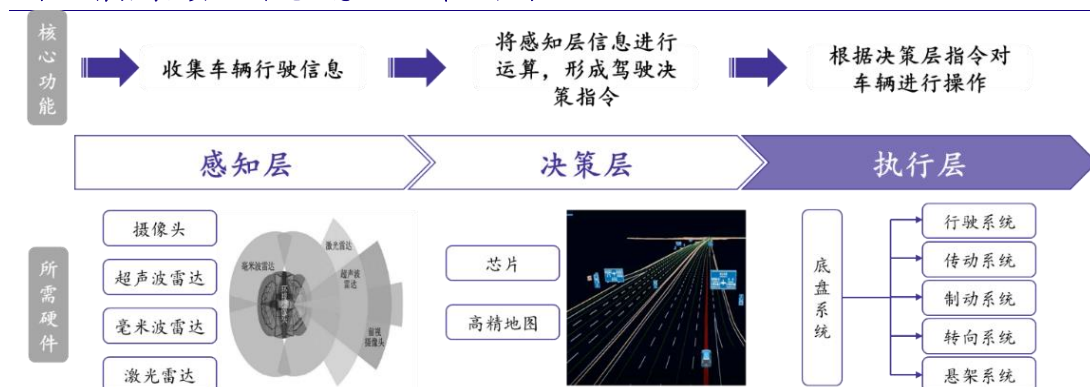 核心功能
收集车辆行驶信息
将感知层信息进行
运算，形成驾驶决
策指令
根据决策层指令对
车辆进行操作
感知层
决策层
执行层
所需硬件
摄像头
超声波雷达
毫米波雷达
激光雷达
毫米波雷达
激光雷达
超声波
雷达
前视
摄像头
芯片
高精地图
底盘系统
行驶系统
传动系统
制动系统
转向系统
悬架系统